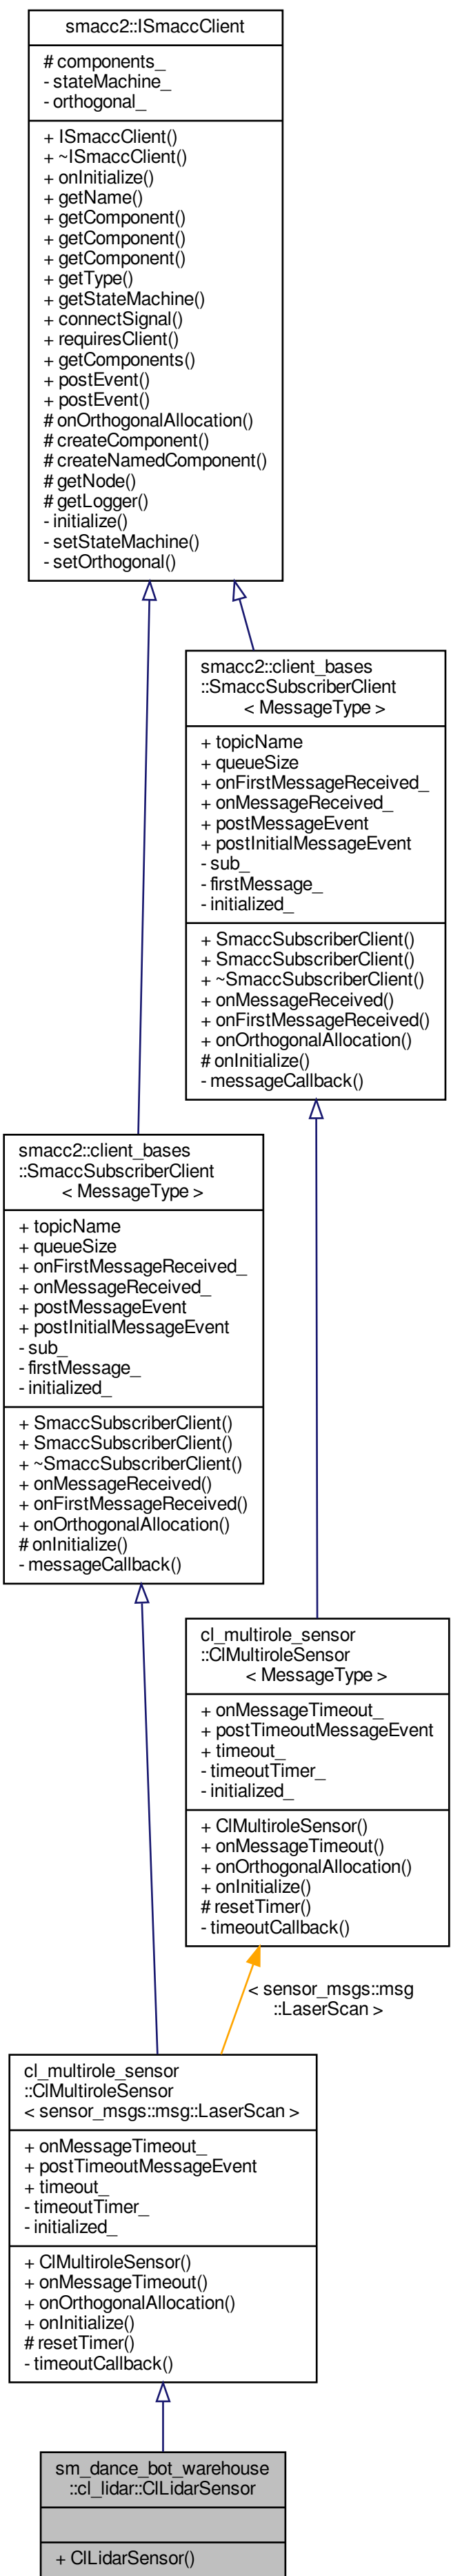 smacc2::ISmaccClient
# components_
- stateMachine_
- orthogonal_
+ ISmaccClient()
+ ~ISmaccClient()
+ onInitialize()
+ getName()
+ getComponent()
+ getComponent()
+ getComponent()
+ getType()
+ getStateMachine()
+ connectSignal()
+ requiresClient()
+ getComponents()
+ postEvent()
+ postEvent()
# onOrthogonalAllocation()
# createComponent()
# createNamedComponent()
# getNode()
# getLogger()
- initialize()
- setStateMachine()
- setOrthogonal()
smacc2::client_bases
::SmaccSubscriberClient
< MessageType >
+ topicName
+ queueSize
+ onFirstMessageReceived_
+ onMessageReceived_
+ postMessageEvent
+ postInitialMessageEvent
- sub_
- firstMessage_
- initialized_
+ SmaccSubscriberClient()
+ SmaccSubscriberClient()
+ ~SmaccSubscriberClient()
+ onMessageReceived()
+ onFirstMessageReceived()
+ onOrthogonalAllocation()
# onInitialize()
- messageCallback()
smacc2::client_bases
::SmaccSubscriberClient
< MessageType >
+ topicName
+ queueSize
+ onFirstMessageReceived_
+ onMessageReceived_
+ postMessageEvent
+ postInitialMessageEvent
- sub_
- firstMessage_
- initialized_
+ SmaccSubscriberClient()
+ SmaccSubscriberClient()
+ ~SmaccSubscriberClient()
+ onMessageReceived()
+ onFirstMessageReceived()
+ onOrthogonalAllocation()
# onInitialize()
- messageCallback()
cl_multirole_sensor
::ClMultiroleSensor
< MessageType >
+ onMessageTimeout_
+ postTimeoutMessageEvent
+ timeout_
- timeoutTimer_
- initialized_
+ ClMultiroleSensor()
+ onMessageTimeout()
+ onOrthogonalAllocation()
+ onInitialize()
# resetTimer()
- timeoutCallback()
< sensor_msgs::msg
::LaserScan >
cl_multirole_sensor
::ClMultiroleSensor
< sensor_msgs::msg::LaserScan >
+ onMessageTimeout_
+ postTimeoutMessageEvent
+ timeout_
- timeoutTimer_
- initialized_
+ ClMultiroleSensor()
+ onMessageTimeout()
+ onOrthogonalAllocation()
+ onInitialize()
# resetTimer()
- timeoutCallback()
sm_dance_bot_warehouse
::cl_lidar::ClLidarSensor
+ ClLidarSensor()